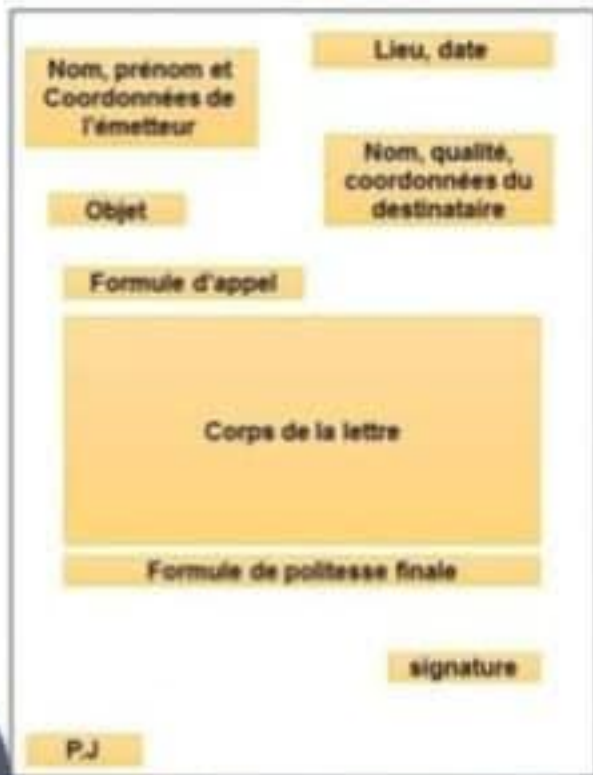 Lieu, date
Nom, prénom et
Coordonnées de
l'émetteur
Nom, qualité,
coordonnées du
destinataire
Objet
Formule d'appel
Corps de la lettre
Formule de politesse finale
signature
P.J